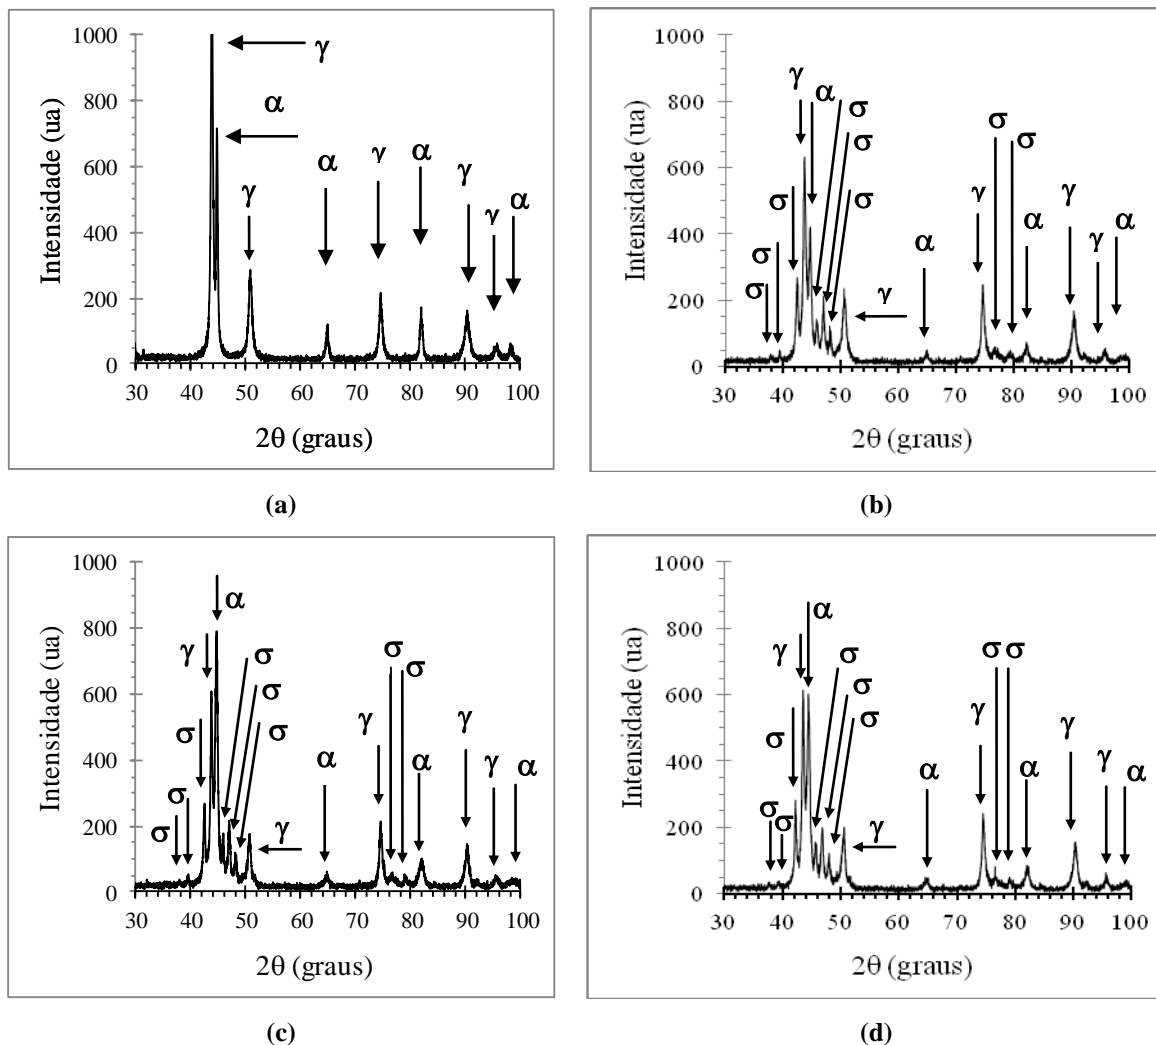 1000
800
600
400
200
0
Intensidade (ua)
γ
α
γ
α
γ
α
γ
γ
α
30 40 50 60 70 80 90 100
2θ (graus)
(a)
1000
800
600
400
200
0
Intensidade (ua)
σ
σ
σ
γ
α
σ
σ
σ
γ
α
γ
σ
σ
α
γ
γ
α
30 40 50 60 70 80 90 100
2θ (graus)
(b)
1000
800
600
400
200
0
Intensidade (ua)
σ
σ
σ
γ
α
σ
σ
σ
γ
α
γ
σ
σ
α
γ
γ
α
30 40 50 60 70 80 90 100
2θ (graus)
(c)
1000
800
600
400
200
0
Intensidade (ua)
σ
σ
σ
γ
α
σ
σ
σ
γ
α
γ
σ
σ
α
γ
γ
α
30 40 50 60 70 80 90 100
2θ (graus)
(d)